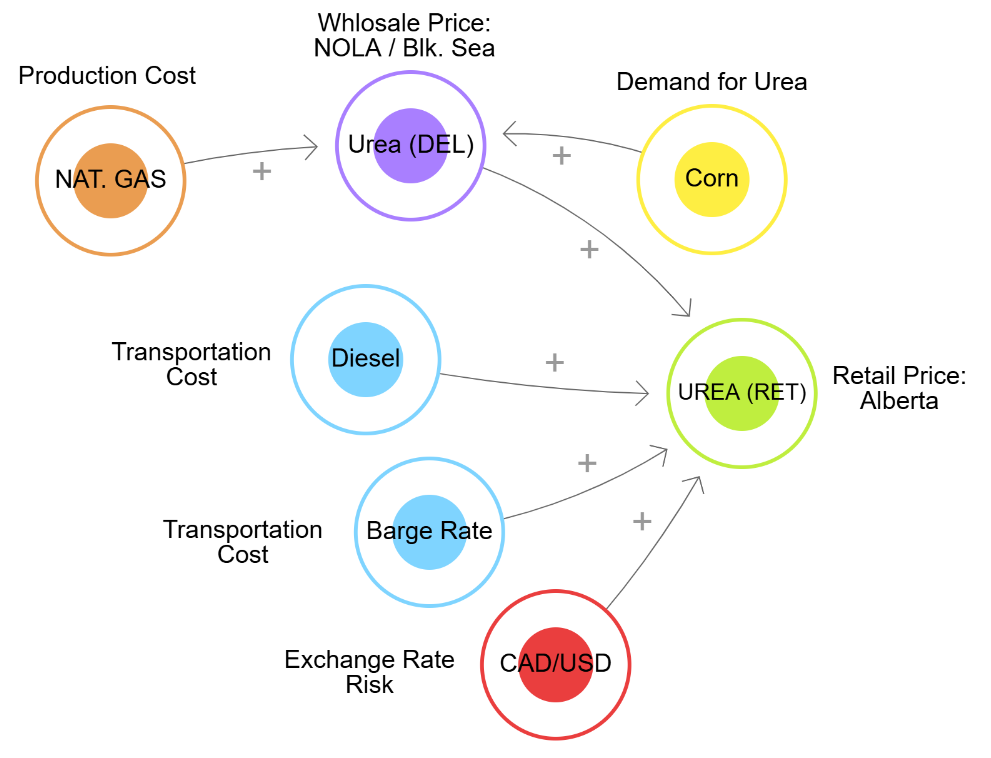 Whlosale Price:
NOLA / Blk. Sea
Production Cost
Demand for Urea
NAT. GAS
+
Urea (DEL)
+
Corn
+
Transportation
Cost
Diesel
+
UREA (RET)
Retail Price:
Alberta
Transportation
Cost
Barge Rate
+
Exchange Rate
Risk
CAD/USD
+